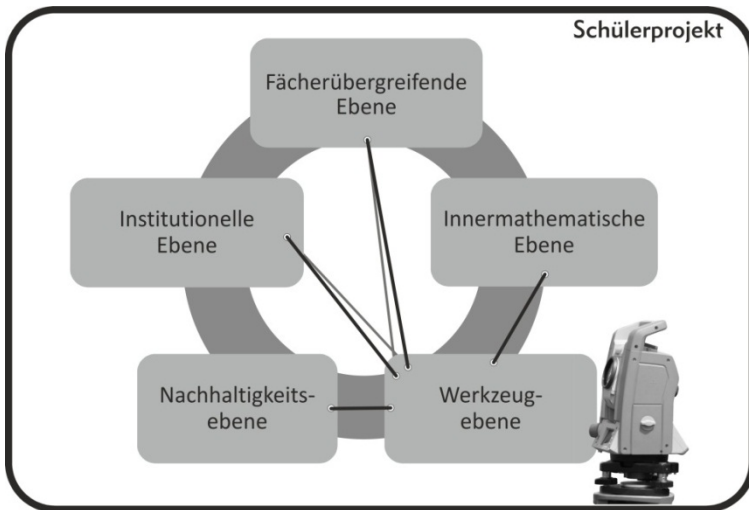 Schülerprojekt
Fächerübergreifende
Ebene
Institutionelle
Ebene
Innermathematische
Ebene
Nachhaltigkeits-
ebene
Werkzeug-
ebene